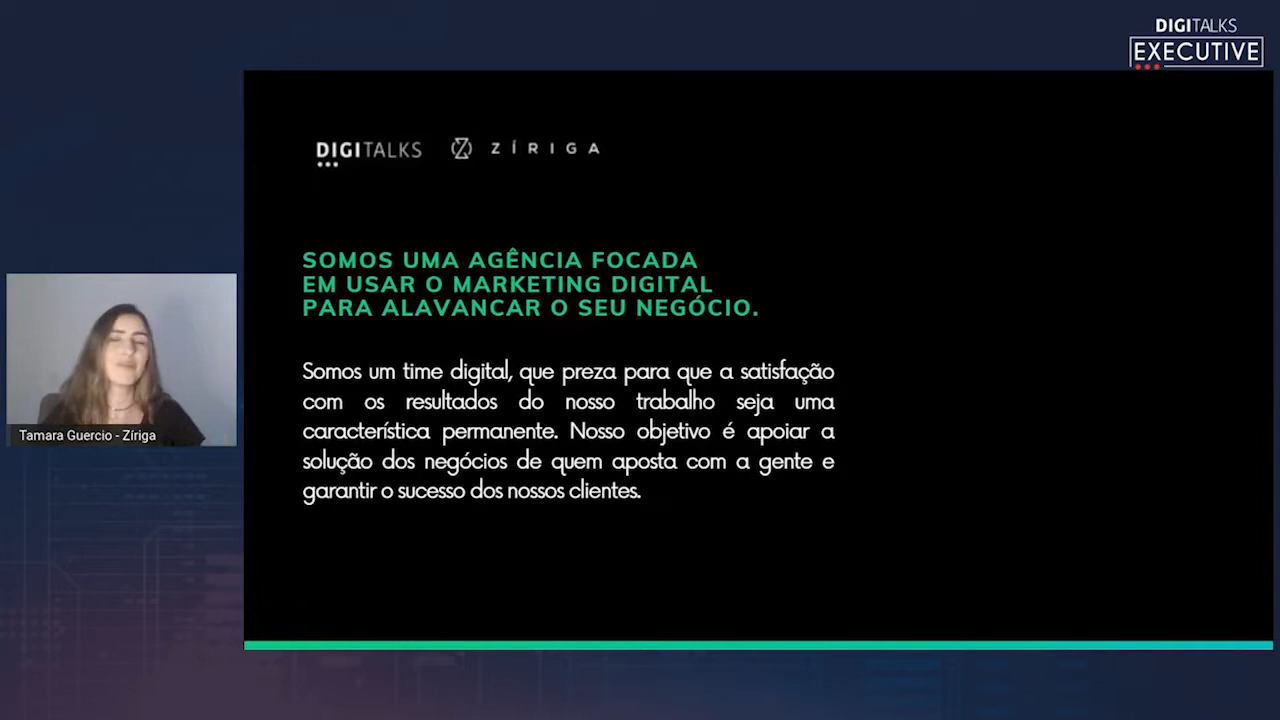 DIGITALKS
EXECUTIVE
DIGITALKS ZÍRIGA
SOMOS UMA AGÊNCIA FOCADA
EM USAR O MARKETING DIGITAL
PARA ALAVANCAR O SEU NEGÓCIO.
Somos um time digital, que preza para que a satisfação
com os resultados do nosso trabalho seja uma
característica permanente. Nosso objetivo é apoiar a
solução dos negócios de quem aposta com a gente e
garantir o sucesso dos nossos clientes.
Tamara Guercio - Zíriga